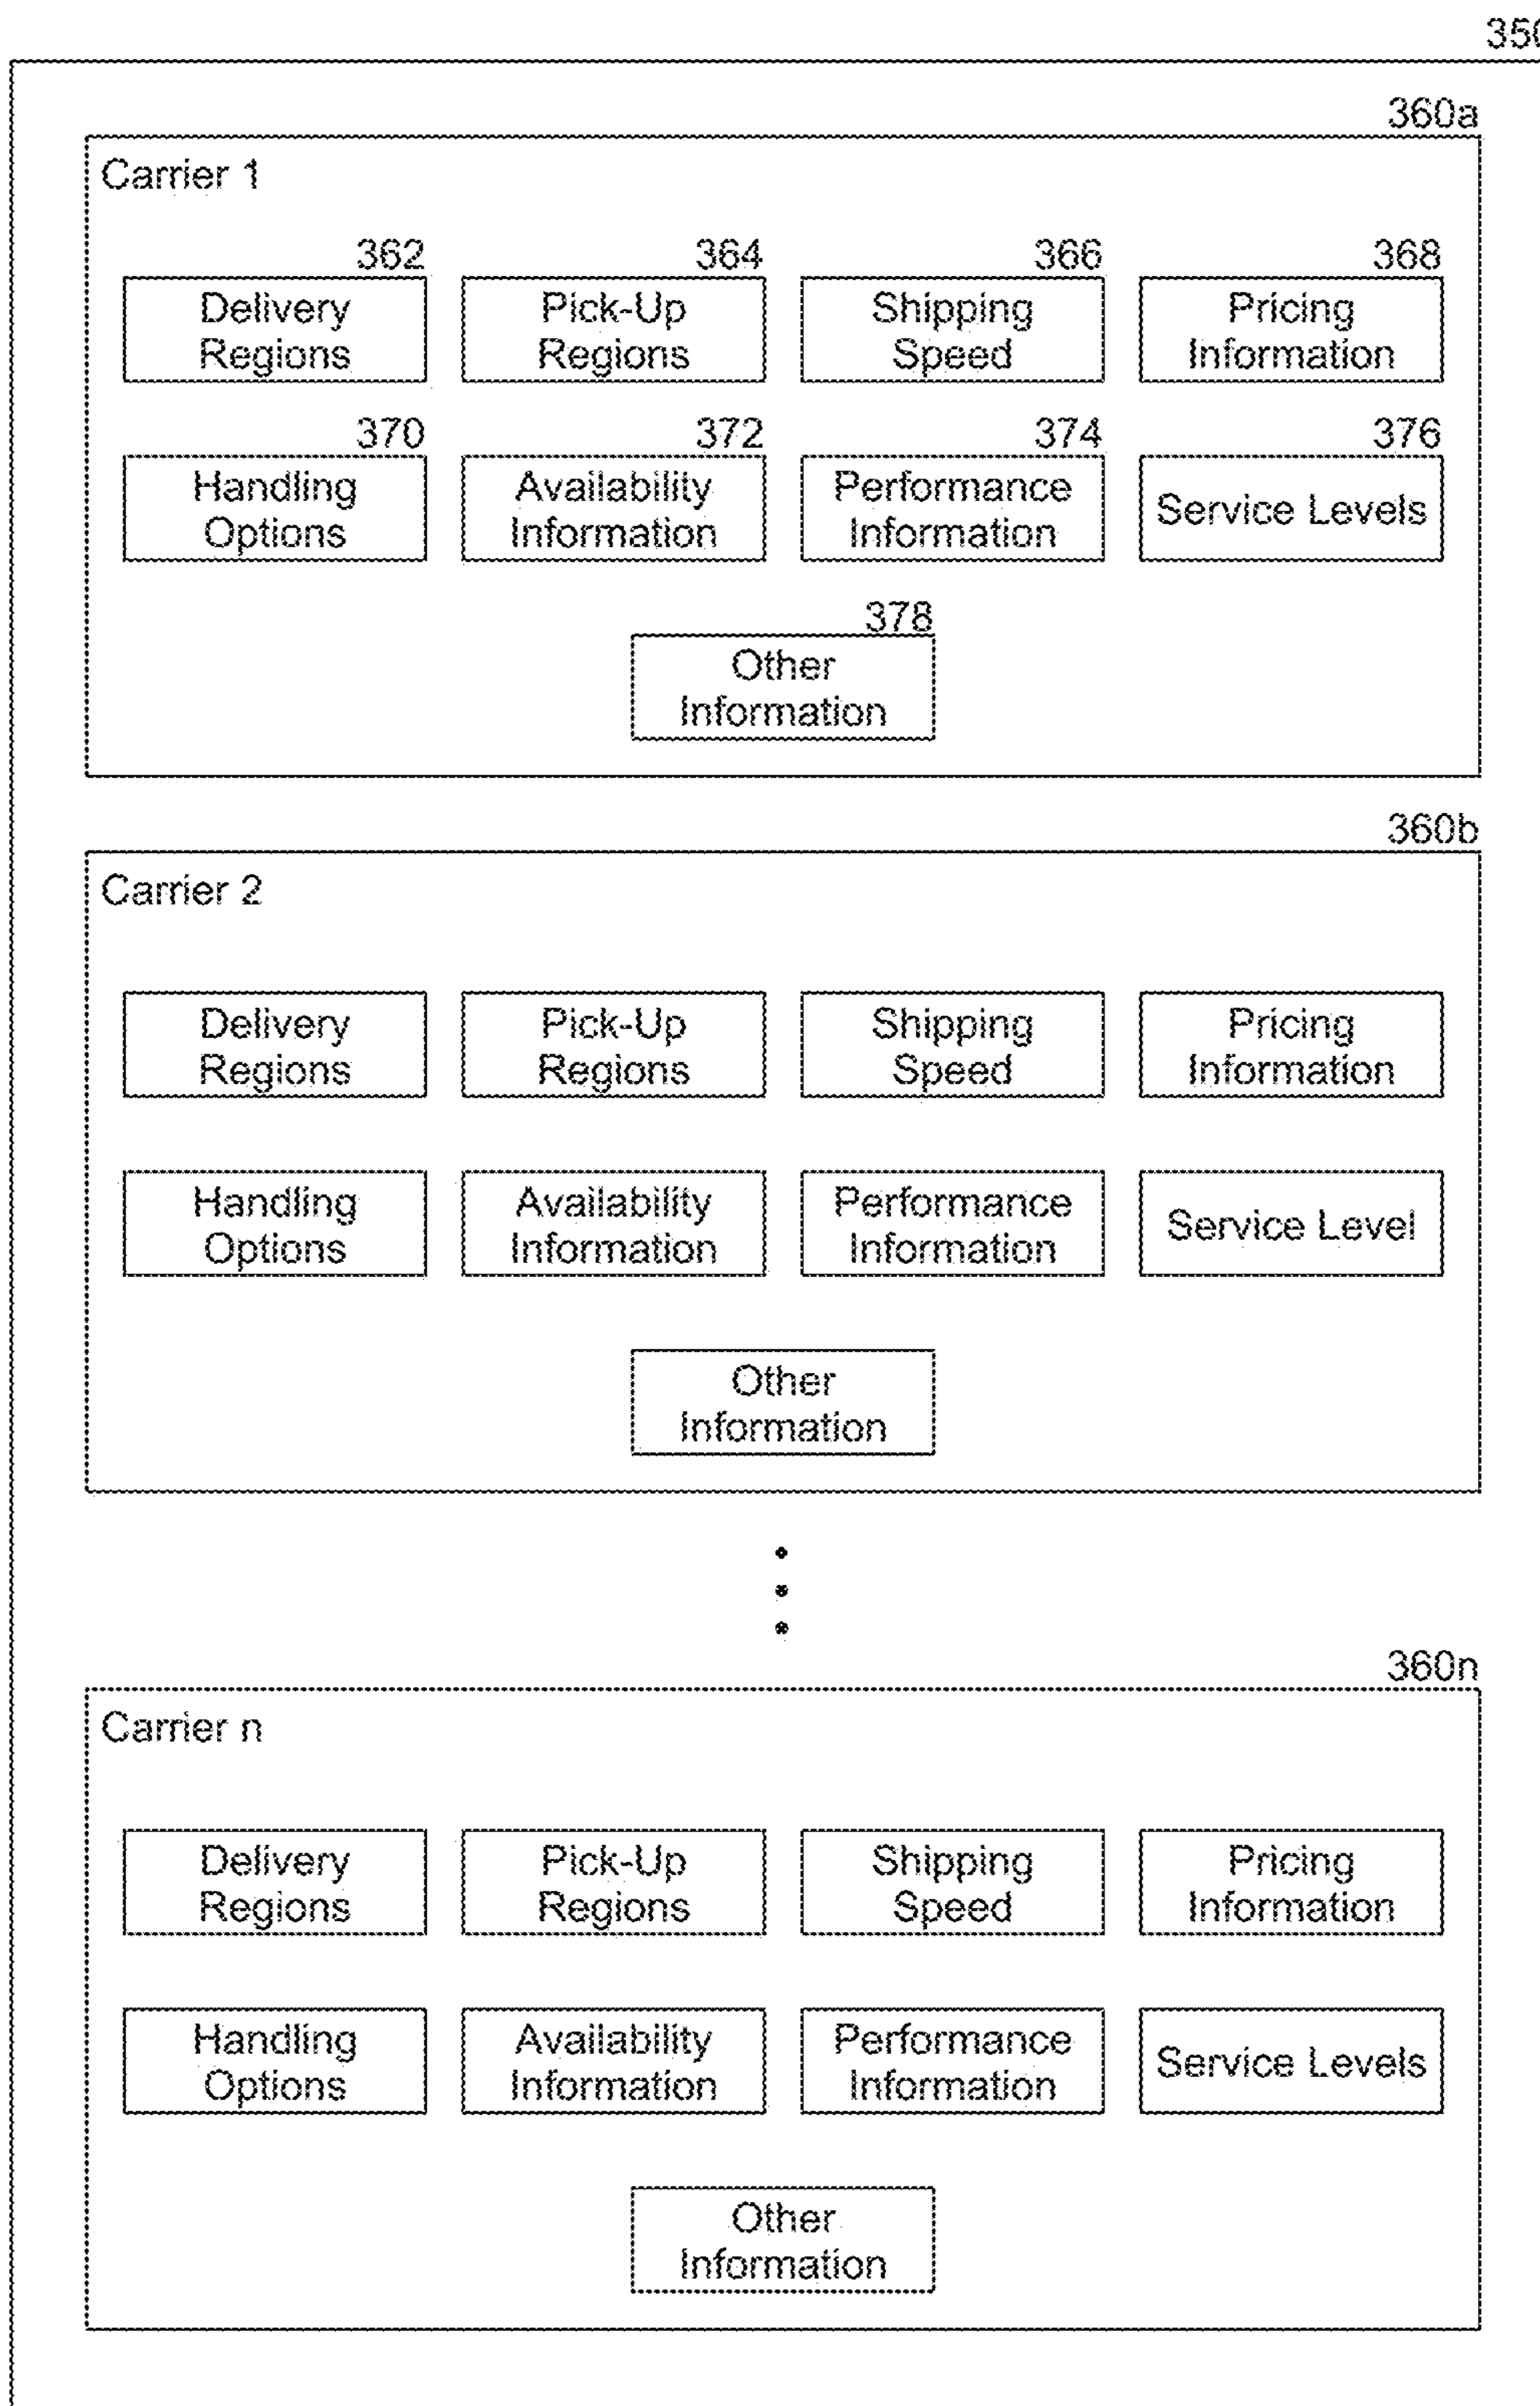 350
360a
Carrier 1
362 364 366 368
Delivery Pick-Up Shipping Pricing
Regions Regions Speed Information
370 372 374 376
Handling Availability Performance Service Levels
Options Information Information
378
Other
Information
360b
Carrier 2
Delivery Pick-Up Shipping Pricing
Regions Regions Speed Information
Handling Availability Performance Service Level
Options Information Information
Other
Information
360n
Carrier n
Delivery Pick-Up Shipping Pricing
Regions Regions Speed Information
Handling Availability Performance Service Levels
Options Information Information
Other
Information